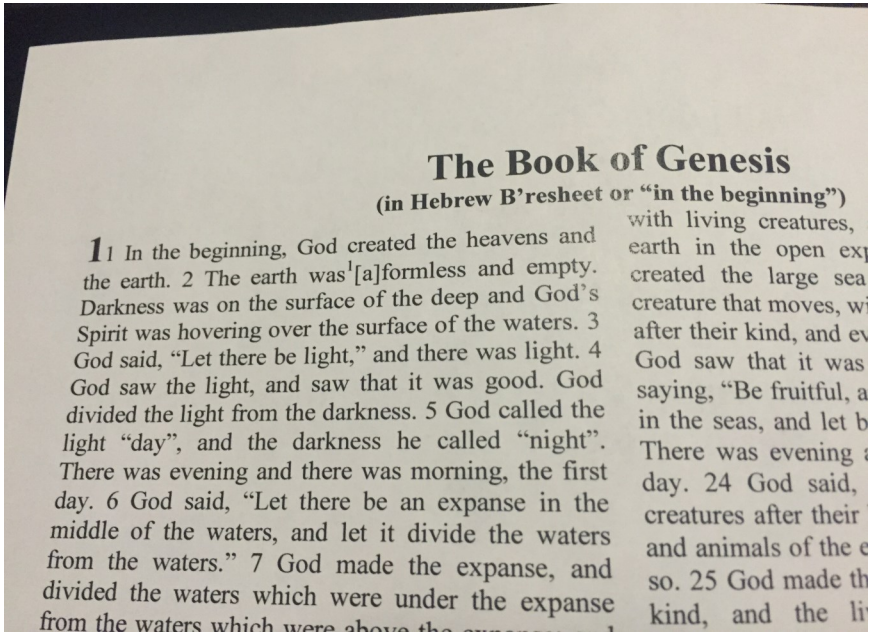 The Book of Genesis
(in Hebrew B’resheet or “in the beginning”)
11 In the beginning, God created the heavens and
the earth. 2 The earth was¹[a]formless and empty.
Darkness was on the surface of the deep and God’s
Spirit was hovering over the surface of the waters. 3
God said, “Let there be light,” and there was light. 4
God saw the light, and saw that it was good. God
divided the light from the darkness. 5 God called the
light “day”, and the darkness he called “night”.
There was evening and there was morning, the first
day. 6 God said, “Let there be an expanse in the
middle of the waters, and let it divide the waters
from the waters.” 7 God made the expanse, and
divided the waters which were under the expanse
from the waters which were above the
with living creatures,
earth in the open
created the large sea
creature that moves,
after their kind, and
God saw that it was
saying, “Be fruitful,
in the seas, and let
There was evening
day. 24 God said,
creatures after their
and animals of the
so. 25 God made
kind, and the